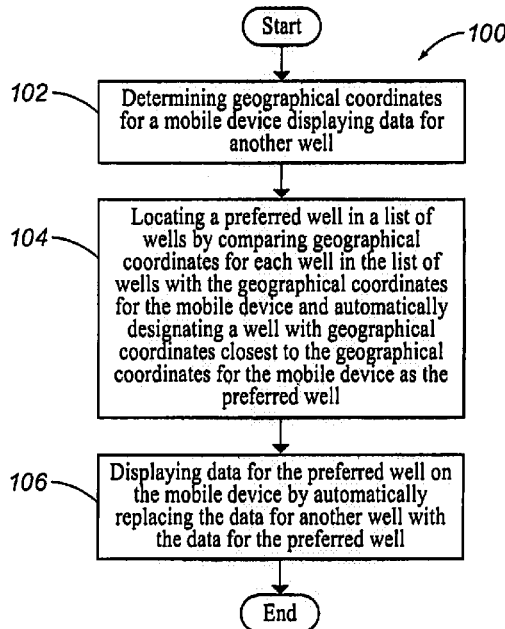 Start
100
102
Determining geographical coordinates
for a mobile device displaying data for
another well
104
Locating a preferred well in a list of
wells by comparing geographical
coordinates for each well in the list of
wells with the geographical coordinates
for the mobile device and automatically
designating a well with geographical
coordinates closest to the geographical
coordinates for the mobile device as the
preferred well
106
Displaying data for the preferred well on
the mobile device by automatically
replacing the data for another well with
the data for the preferred well
End